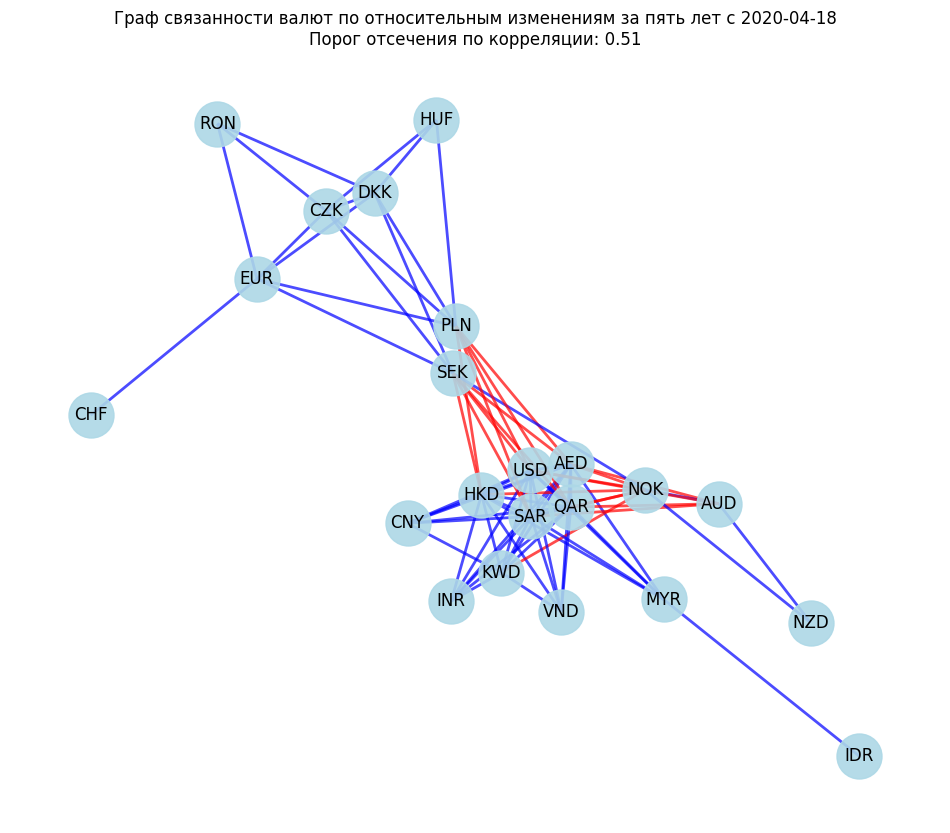 Граф связанности валют по относительным изменениям за пять лет с 2020-04-18
Порог отсечения по корреляции: 0.51
RON
HUF
DKK
CZK
EUR
PLN
SEK
CHF
USD
AED
HKD
NOK
AUD
QAR
SAR
CNY
KWD
INR
VND
MYR
NZD
IDR